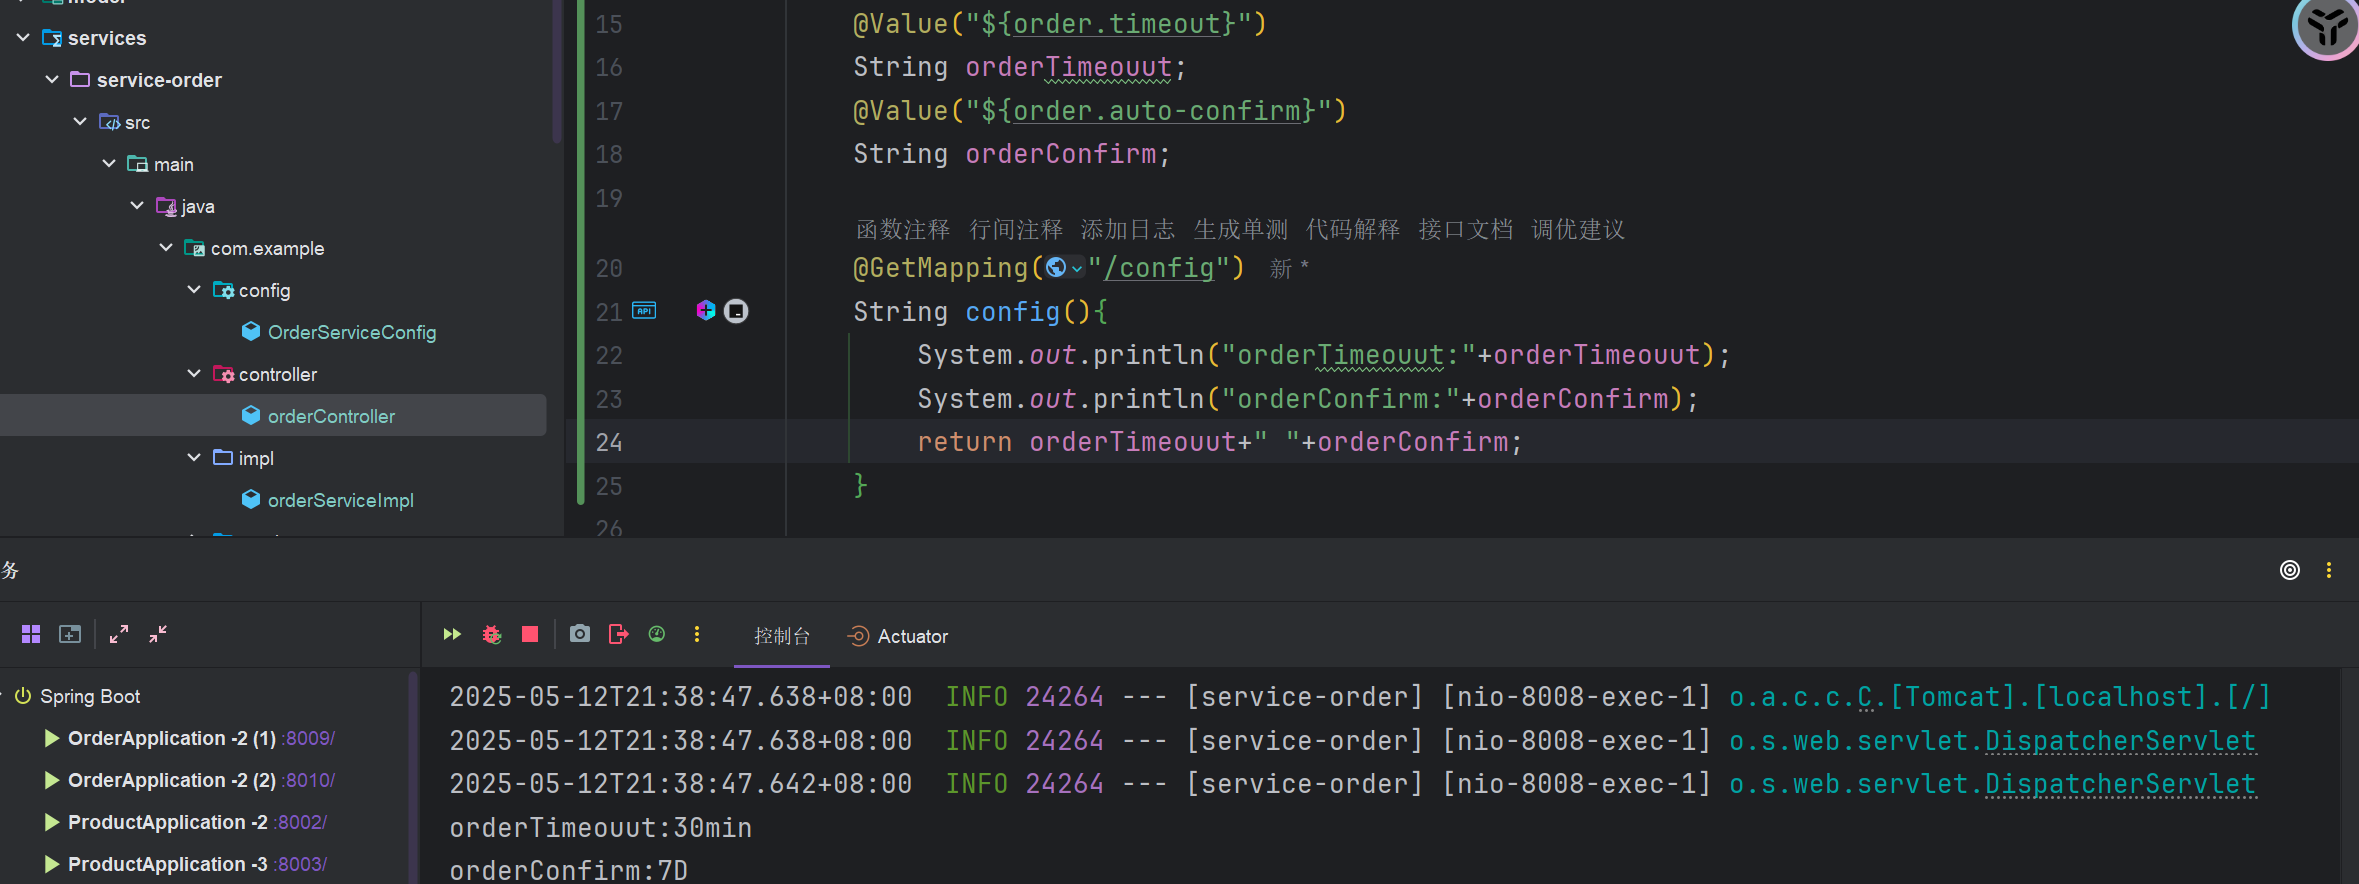 services
service-order
src
main
java
com.example
config
OrderServiceConfig
controller
orderController
impl
orderServiceImpl
15 @Value("${order.timeout}")
16 String orderTimeouut;
17 @Value("${order.auto-confirm}")
18 String orderConfirm;
19
函数注释 行间注释 添加日志 生成单测 代码解释 接口文档 调优建议
20 @GetMapping("/config") 新 *
21 String config(){
22 System.out.println("orderTimeouut:"+orderTimeouut);
23 System.out.println("orderConfirm:"+orderConfirm);
24 return orderTimeouut+" "+orderConfirm;
25 }
26
务
控制台 Actuator
Spring Boot
OrderApplication -2 (1) :8009/
OrderApplication -2 (2) :8010/
ProductApplication -2 :8002/
ProductApplication -3 :8003/
2025-05-12T21:38:47.638+08:00 INFO 24264 --- [service-order] [nio-8008-exec-1] o.a.c.c.C.[Tomcat].[localhost].[/]
2025-05-12T21:38:47.638+08:00 INFO 24264 --- [service-order] [nio-8008-exec-1] o.s.web.servlet.DispatcherServlet
2025-05-12T21:38:47.642+08:00 INFO 24264 --- [service-order] [nio-8008-exec-1] o.s.web.servlet.DispatcherServlet
orderTimeouut:30min
orderConfirm:7D